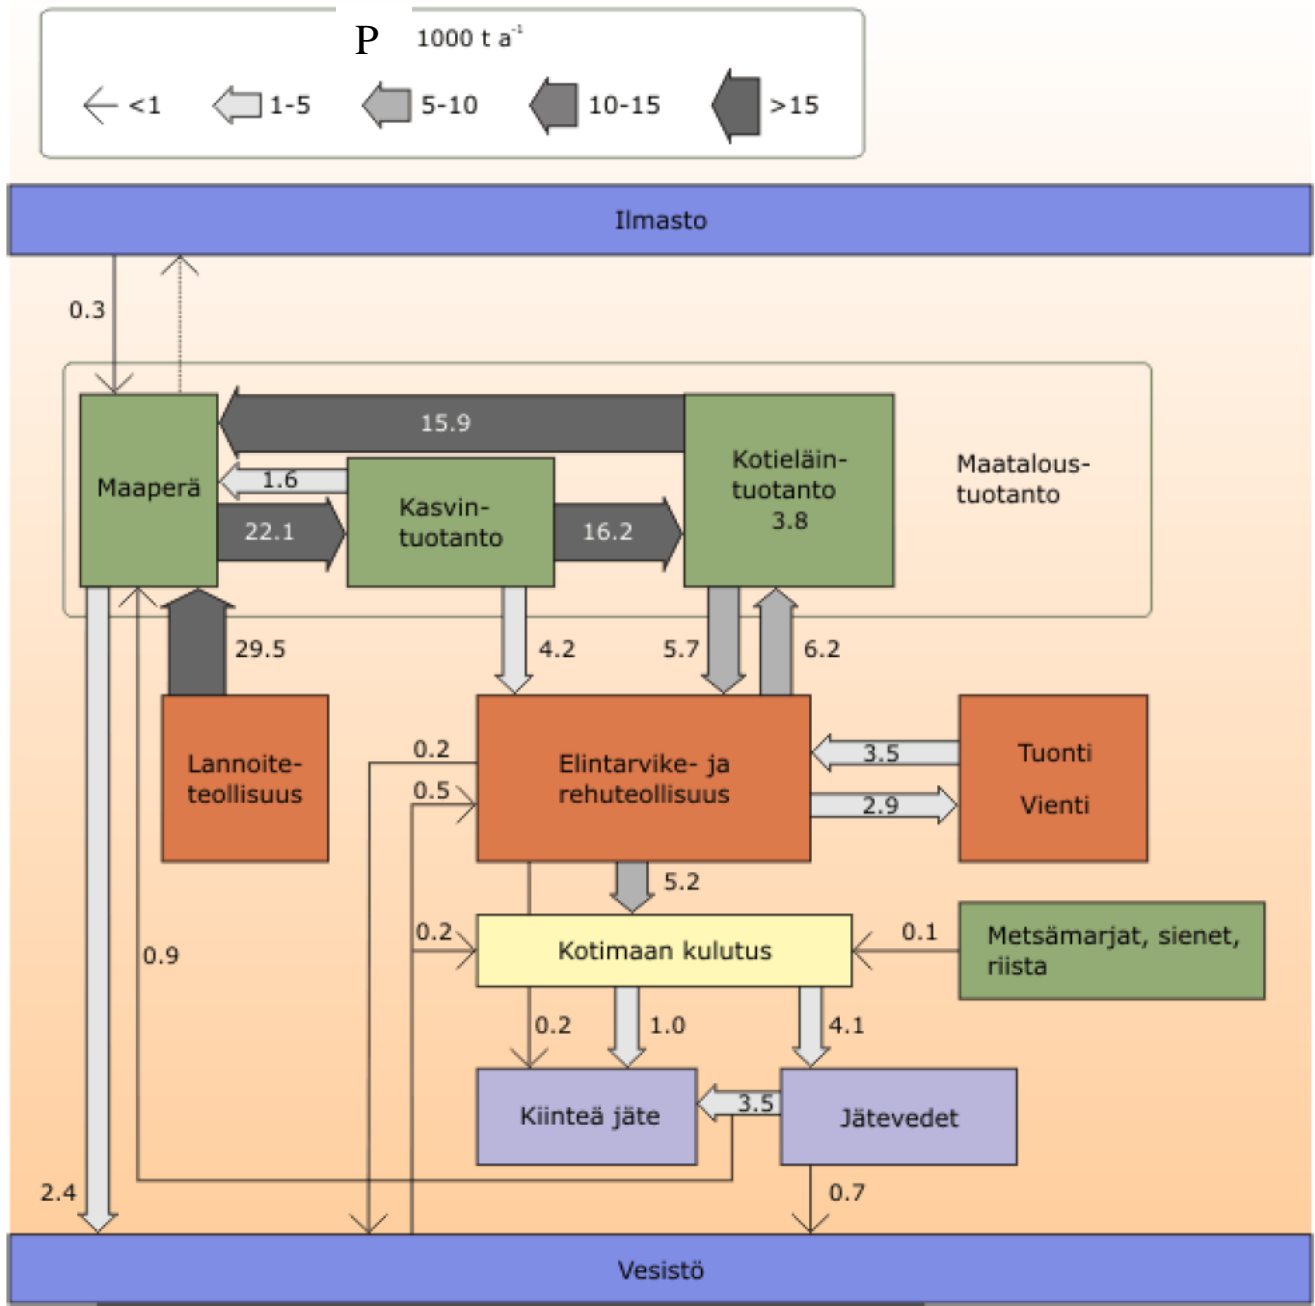 P 1000 t a⁻¹
<1 1-5 5-10 10-15 >15
Ilmasto
0.3
15.9
Maaperä
1.6
22.1
Kasvin-
tuotanto
16.2
Kotieläin-
tuotanto
3.8
Maatalous-
tuotanto
29.5
4.2
5.7
6.2
Lannoite-
teollisuus
0.2
0.5
Elintarvike- ja
rehuteollisuus
3.5
2.9
Tuonti
Vienti
5.2
0.9
0.2
Kotimaan kulutus
0.1
Metsämarjat, sienet,
riista
0.2
1.0
4.1
Kiinteä jäte
3.5
Jätevedet
2.4
0.7
Vesistö